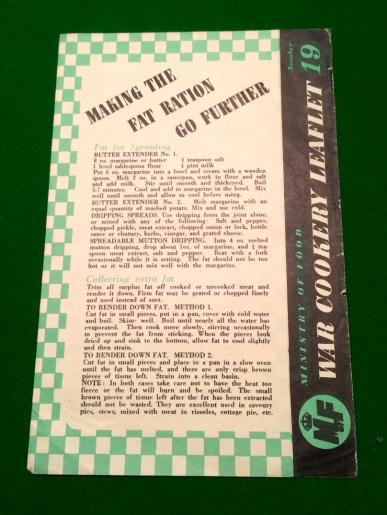 MAKING THE
FAT RATION
GO FURTHER
Fat for Spreading
BUTTER EXTENDER No. 1.
8 oz. margarine or butter ½ teaspoon salt
1 level tablespoon flour ½ pint milk
Put 6 oz. margarine into a bowl and cream with a wooden
spoon. Melt 2 oz. in a saucepan, work in flour and salt
and add milk. Stir until smooth and thickened. Boil
5-7 minutes. Cool and add to margarine in the bowl. Mix
well until smooth and allow to cool before using.
BUTTER EXTENDER No. 2. Melt margarine with an
equal quantity of mashed potato. Mix and use cold.
DRIPPING SPREADS. Use dripping from the joint alone,
or mixed with any of the following: Salt and pepper,
chopped pickle, meat extract, chopped onion or leek, bottle
sauce or chutney, herbs, vinegar, and grated cheese.
SPREADABLE MUTTON DRIPPING. Into 4 oz. melted
mutton dripping, drop about 1oz. of margarine, and ½ tea-
spoon meat extract, salt and pepper. Beat with a fork
occasionally while it is setting. The fat should not be too
hot or it will not mix well with the margarine.
Collecting extra fat
Trim all surplus fat off cooked or uncooked meat and
render it down. Firm fat may be grated or chopped finely
and used instead of suet.
TO RENDER DOWN FAT. METHOD 1.
Cut fat in small pieces, put in a pan, cover with cold water
and boil. Skim well. Boil until nearly all the water has
evaporated. Then cook more slowly, stirring occasionally
to prevent the fat from sticking. When the pieces look
dried up and sink to the bottom, allow fat to cool slightly
and then strain.
TO RENDER DOWN FAT. METHOD 2.
Cut fat in small pieces and place in a pan in a slow oven
until the fat has melted, and there are only crisp brown
pieces of tissue left. Strain into a clean basin.
NOTE: In both cases take care not to have the heat too
fierce or the fat will burn and be spoiled. The small
brown pieces of tissue left after the fat has been extracted
should not be wasted. They are excellent used in savoury
pies, stews, mixed with meat in rissoles, cottage pie, etc.
MINISTRY OF FOOD
WAR COOKERY LEAFLET
Number
19
MF